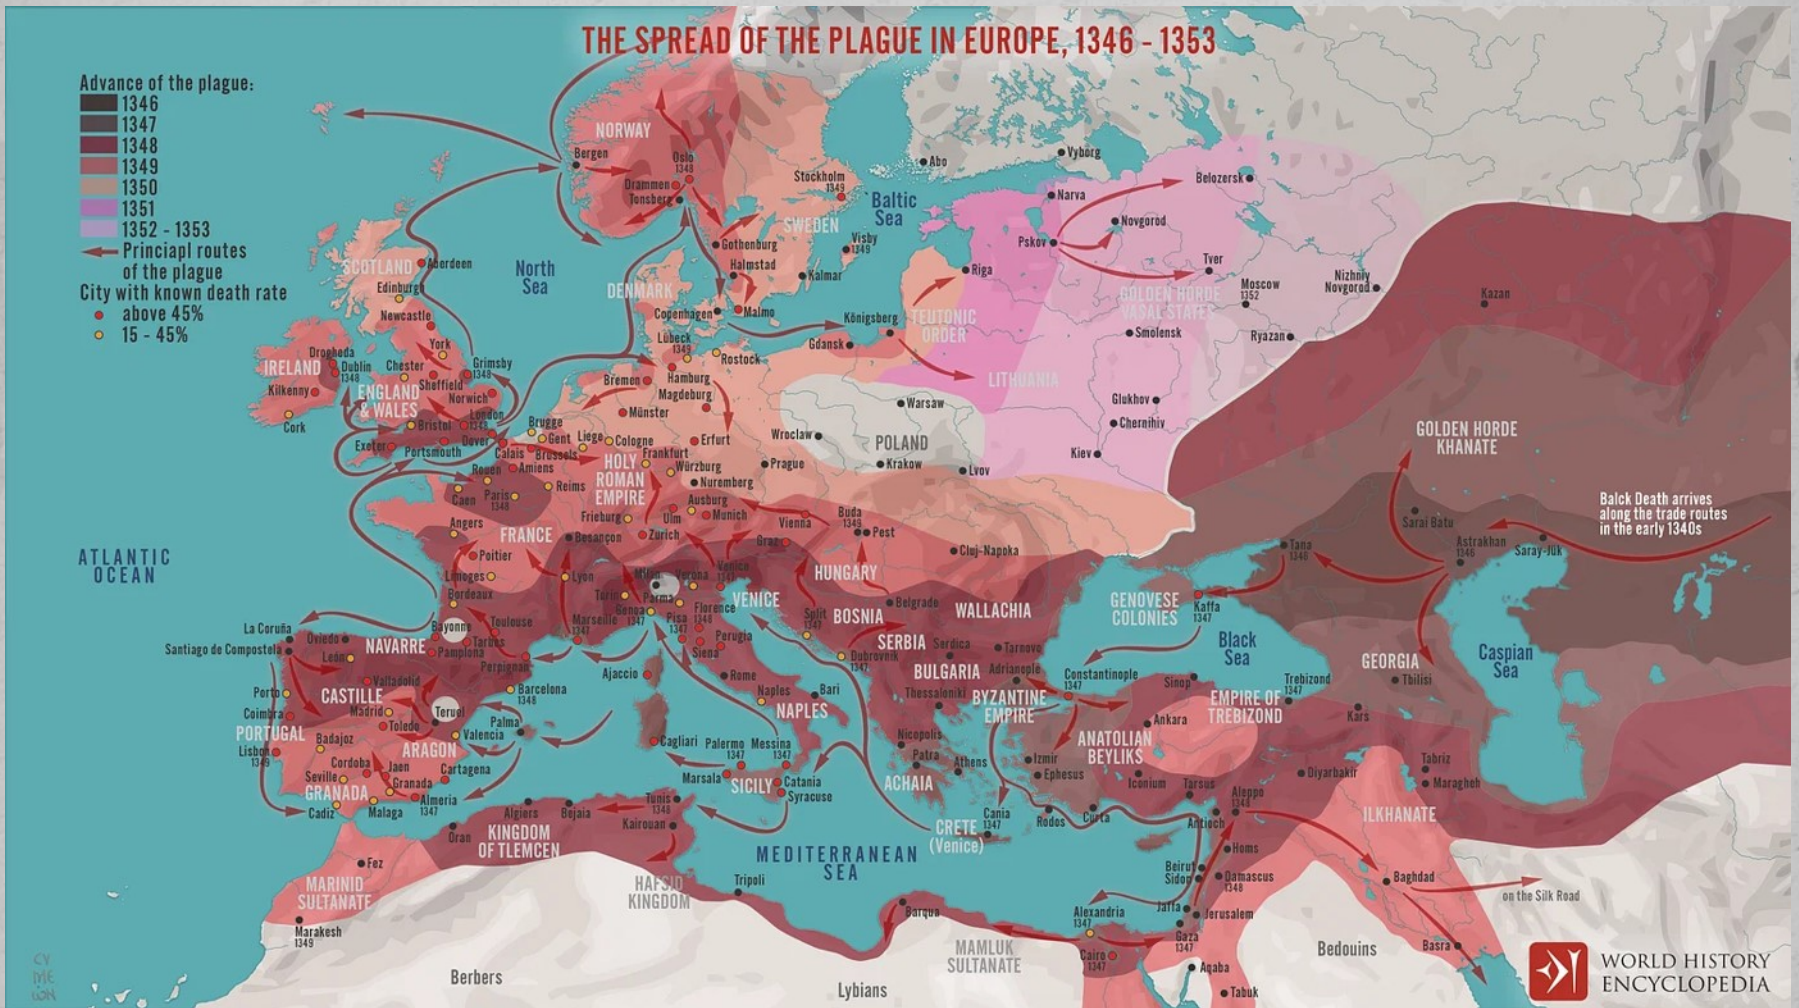 THE SPREAD OF THE PLAGUE IN EUROPE, 1346 - 1353
Advance of the plague:
1346
1347
1348
1349
1350
1351
1352 - 1353
Princiapl routes
of the plague
City with known death rate
above 45%
15 - 45%
NORWAY
Bergen
Oslo
1348
Drammen
Tonsberg
Stockholm
1349
SWEDEN
Baltic
Sea
Abo
Vyborg
Narva
Belozersk
Novgorod
Pskov
Gothenburg
Visby
1349
Halmstad
Kalmar
Riga
Tver
Moscow
1352
Nizhniy
Novgorod
Kazan
GOLDEN HORDE
VASAL STATES
SCOTLAND
Aberdeen
Edinburgh
North
Sea
DENMARK
Copenhagen
Malmo
Königsberg
TEUTONIC
ORDER
Smolensk
Ryazan
Newcastle
York
Lübeck
1349
Rostock
Gdansk
IRELAND
Drogheda
Dublin
1348
Kilkenny
Cork
Chester
Sheffield
Grimsby
1348
ENGLAND
& WALES
Norwich
London
1348
Bristol
Exeter
Portsmouth
Dover
Bremen
Hamburg
Magdeburg
Münster
LITHUANIA
Warsaw
Glukhov
Chernihiv
Brugge
Gent
Liege
Cologne
Erfurt
Wroclaw
POLAND
Kiev
Calais
Brussels
Frankfurt
Prague
Krakow
Lvov
Rouen
Amiens
HOLY
ROMAN
EMPIRE
Würzburg
Nuremberg
Caen
Paris
1348
Reims
Angers
Frieburg
Ulm
Ausburg
Munich
Vienna
Buda
1349
Pest
FRANCE
Besançon
Zurich
Graz
Cluj-Napoka
Poitier
Limoges
Lyon
Milan
Verona
Venice
1347
HUNGARY
GOLDEN HORDE
KHANATE
Balck Death arrives
along the trade routes
in the early 1340s
Sarai Batu
Astrakhan
1346
Saray-Jük
Tana
1346
ATLANTIC
OCEAN
Bordeaux
Torin
Parma
VENICE
Genoa
1347
Florence
1348
Split
1347
BOSNIA
Belgrade
WALLACHIA
GENOVESE
COLONIES
Kaffa
1347
Black
Sea
Caspian
Sea
La Coruña
Santiago de Compostela
Oviedo
León
NAVARRE
Bayonne
Toulouse
Tarbes
Pamplona
Perpignan
Marseille
1347
Pisa
1347
Perugia
Siena
SERBIA
Sardica
Tarnovo
Dubrovnik
1347
BULGARIA
Adrianople
Constantinople
1347
GEORGIA
Tbilisi
Ajaccio
Rome
Porto
CASTILLE
Valladolid
Barcelona
1348
Madrid
Teruel
Coimbra
PORTUGAL
Toledo
Palma
Valencia
Lisbon
1349
Badajoz
ARAGON
Naples
Bari
NAPLES
Thessaloniki
BYZANTINE
EMPIRE
Sinop
EMPIRE OF
TREBIZOND
Trebizond
1347
Kars
Ankara
ANATOLIAN
BEYLIKS
Cordoba
Jaen
Cartagena
Seville
GRANADA
Granada
Almeria
1347
Cadiz
Malaga
Cagliari
Palermo
1347
Messina
1347
Marsala
SICILY
Catania
Syracuse
Nicopolis
Patra
Athens
ACHAIA
Izmir
Ephesus
Iconium
Tarsus
Diyarbakir
Tabriz
Maragheh
Aleppo
1348
ILKHANATE
Tunis
1348
Algiers
Bejaia
Kairouan
Oran
KINGDOM
OF TLEMCEN
Cania
1347
CRETE
(Venice)
Rodos
Curta
Antioch
Homs
MEDITERRANEAN
SEA
Fez
MARINID
SULTANATE
Marakesh
1349
HAFSID
KINGDOM
Tripoli
Beirut
Sidon
Damascus
1348
Baghdad
on the Silk Road
Barqua
Alexandria
1347
Jaffa
Jerusalem
Gaza
1347
Cairo
1347
MAMLUK
SULTANATE
Bedouins
Basra
Aqaba
Tabuk
Berbers
Lybians
CY
ME
ION
WORLD HISTORY
ENCYCLOPEDIA